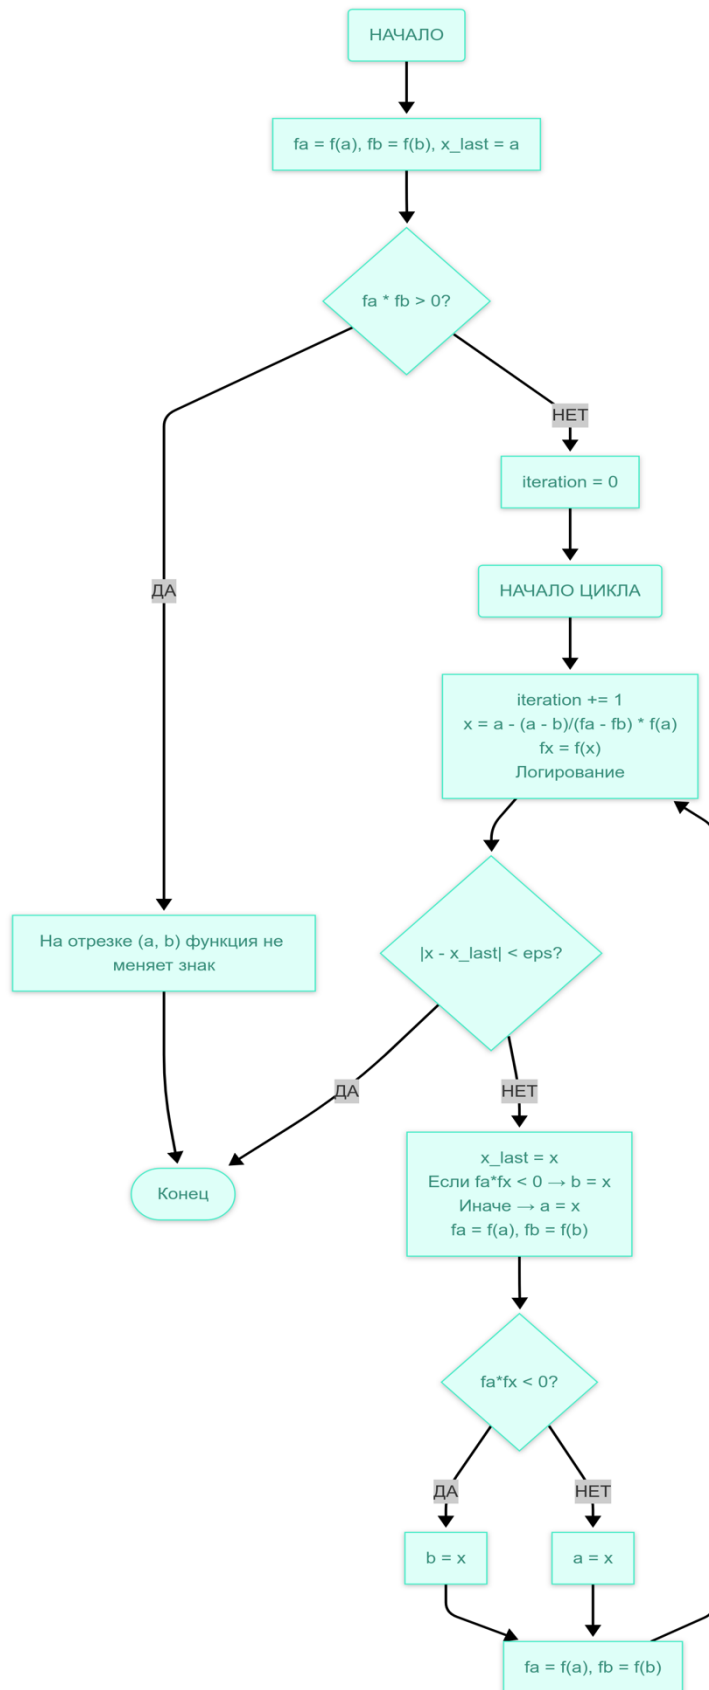 НАЧАЛО
fa = f(a), fb = f(b), x_last = a
fa * fb > 0?
НЕТ
iteration = 0
ДА
НАЧАЛО ЦИКЛА
iteration += 1
x = a - (a - b)/(fa - fb) * f(a)
fx = f(x)
Логирование
На отрезке (a, b) функция не
меняет знак
|x - x_last| < eps?
ДА
НЕТ
Конец
x_last = x
Если fa*fx < 0 → b = x
Иначе → a = x
fa = f(a), fb = f(b)
fa*fx < 0?
ДА
НЕТ
b = x
a = x
fa = f(a), fb = f(b)